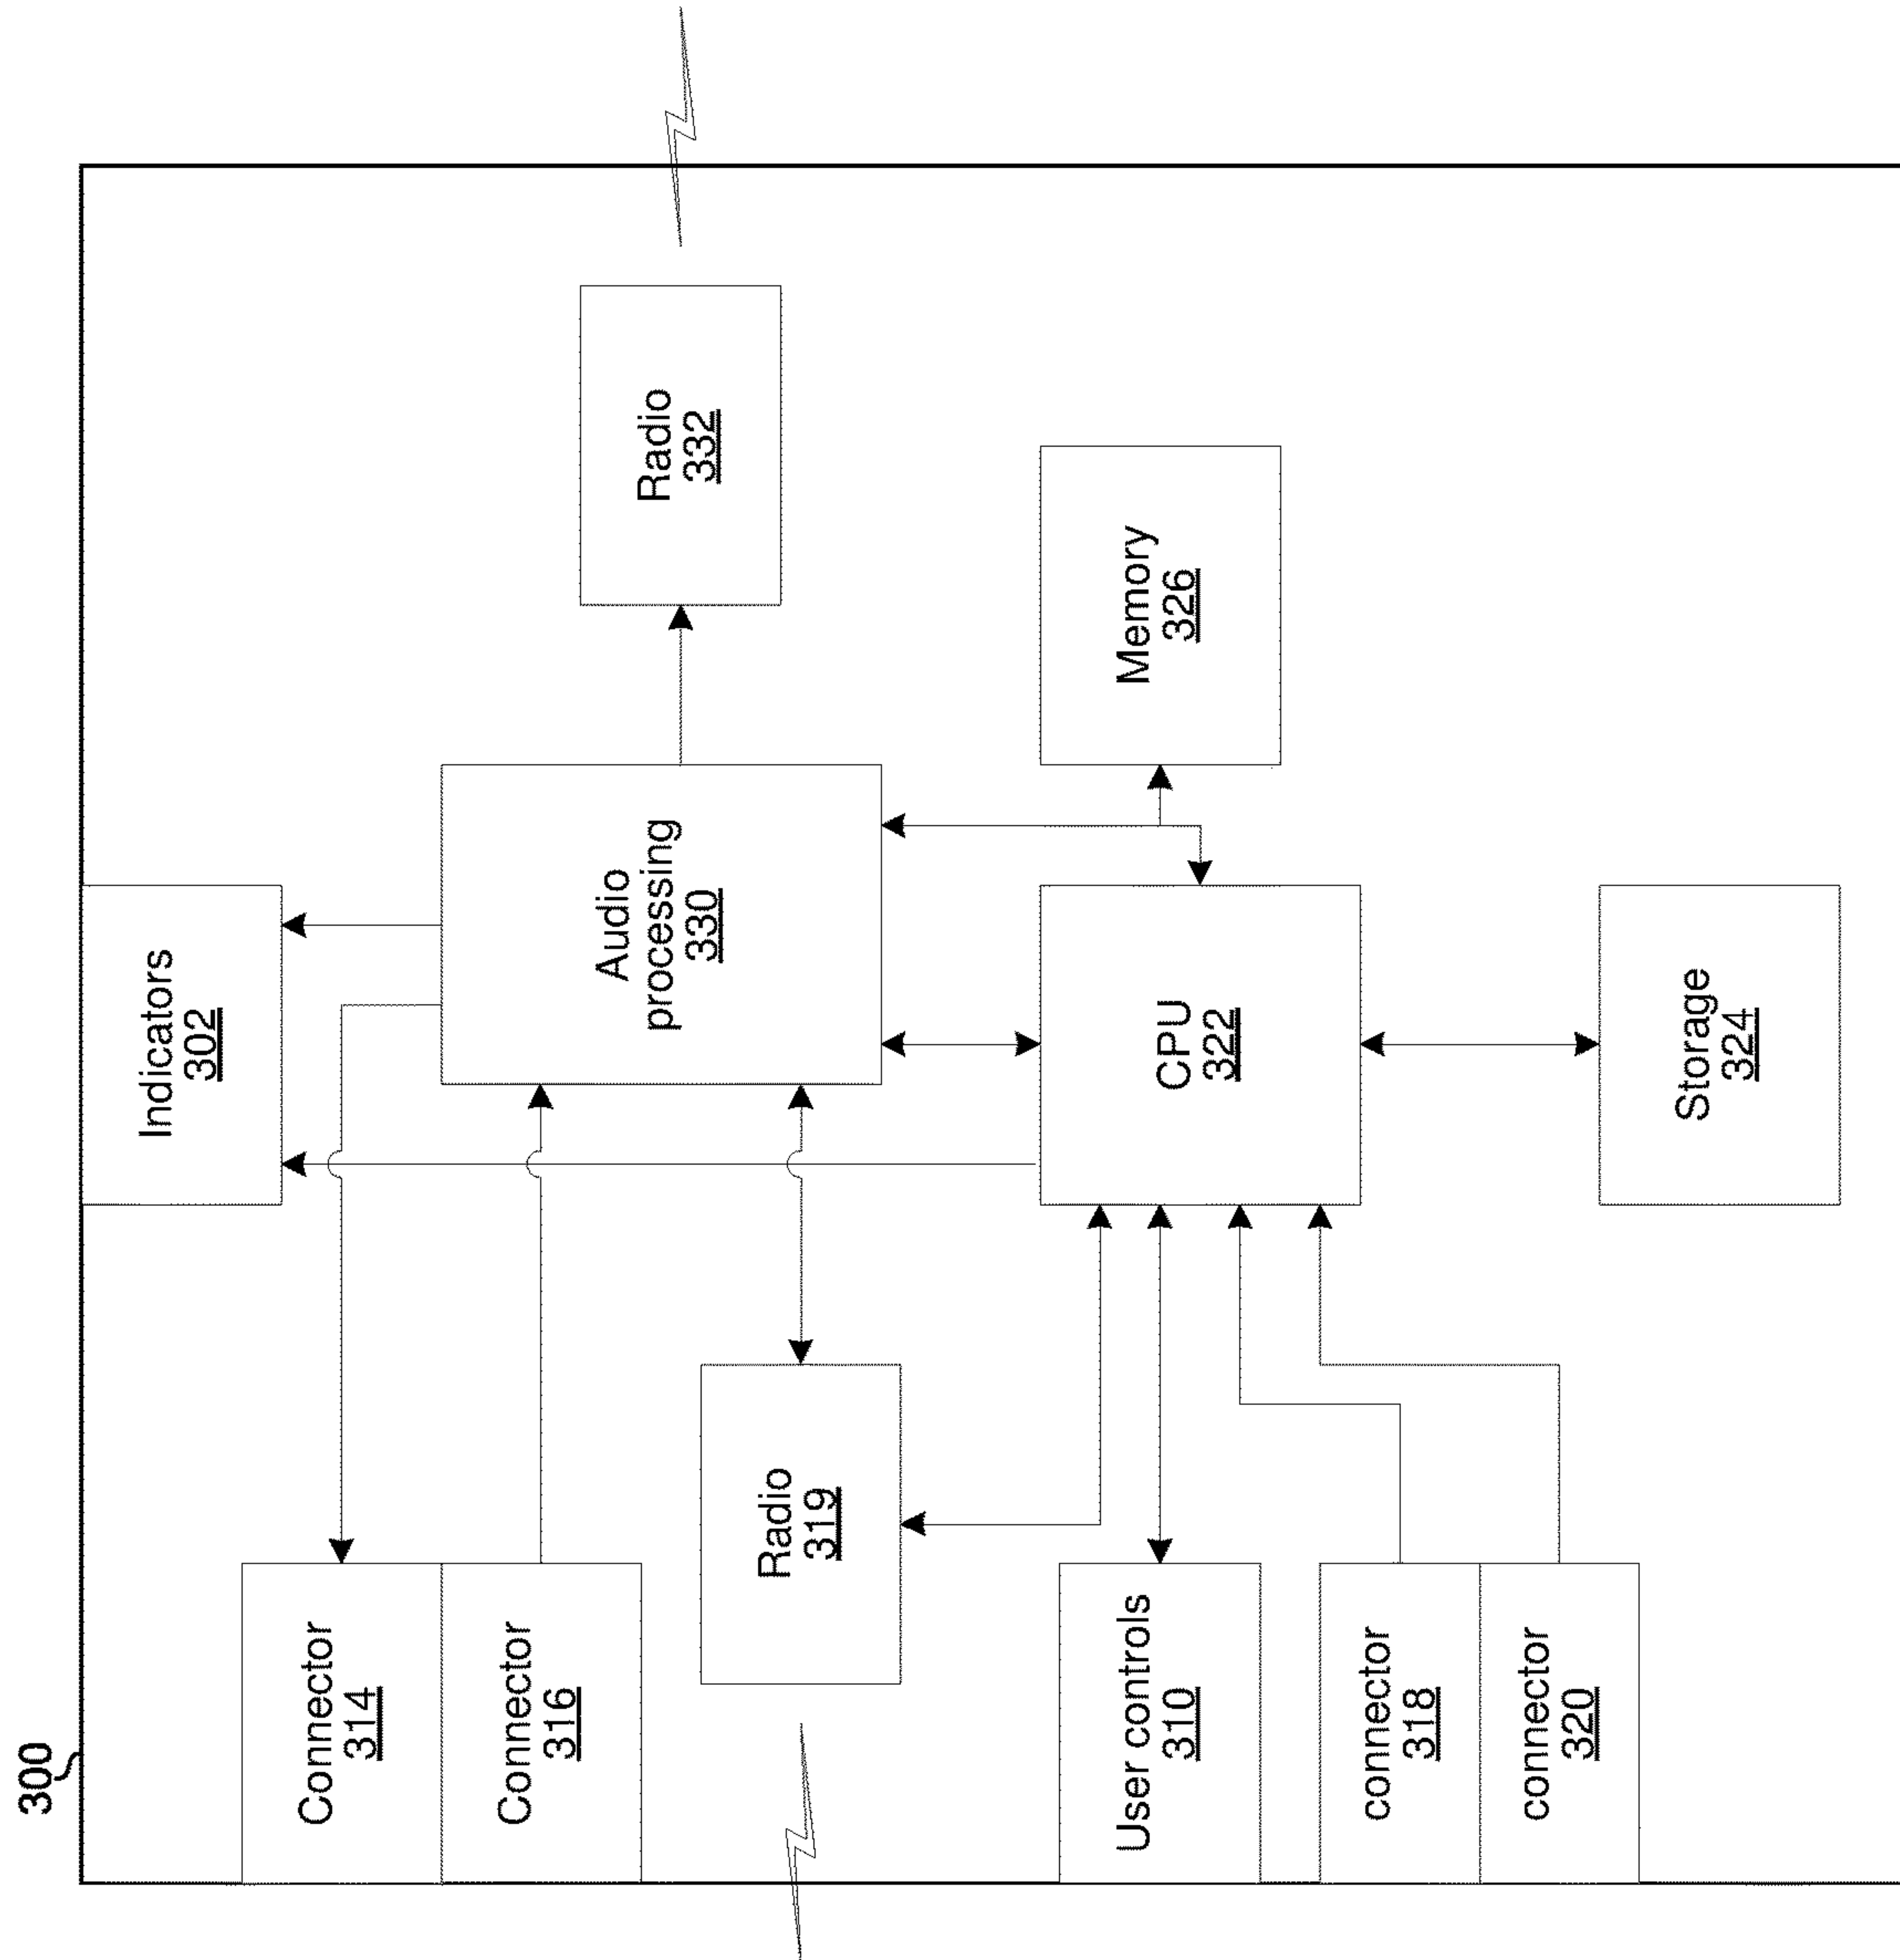 300
Indicators
302
Connector
314
Connector
316
Audio
processing
330
Radio
332
Radio
319
User controls
310
CPU
322
Memory
326
connector
318
connector
320
Storage
324